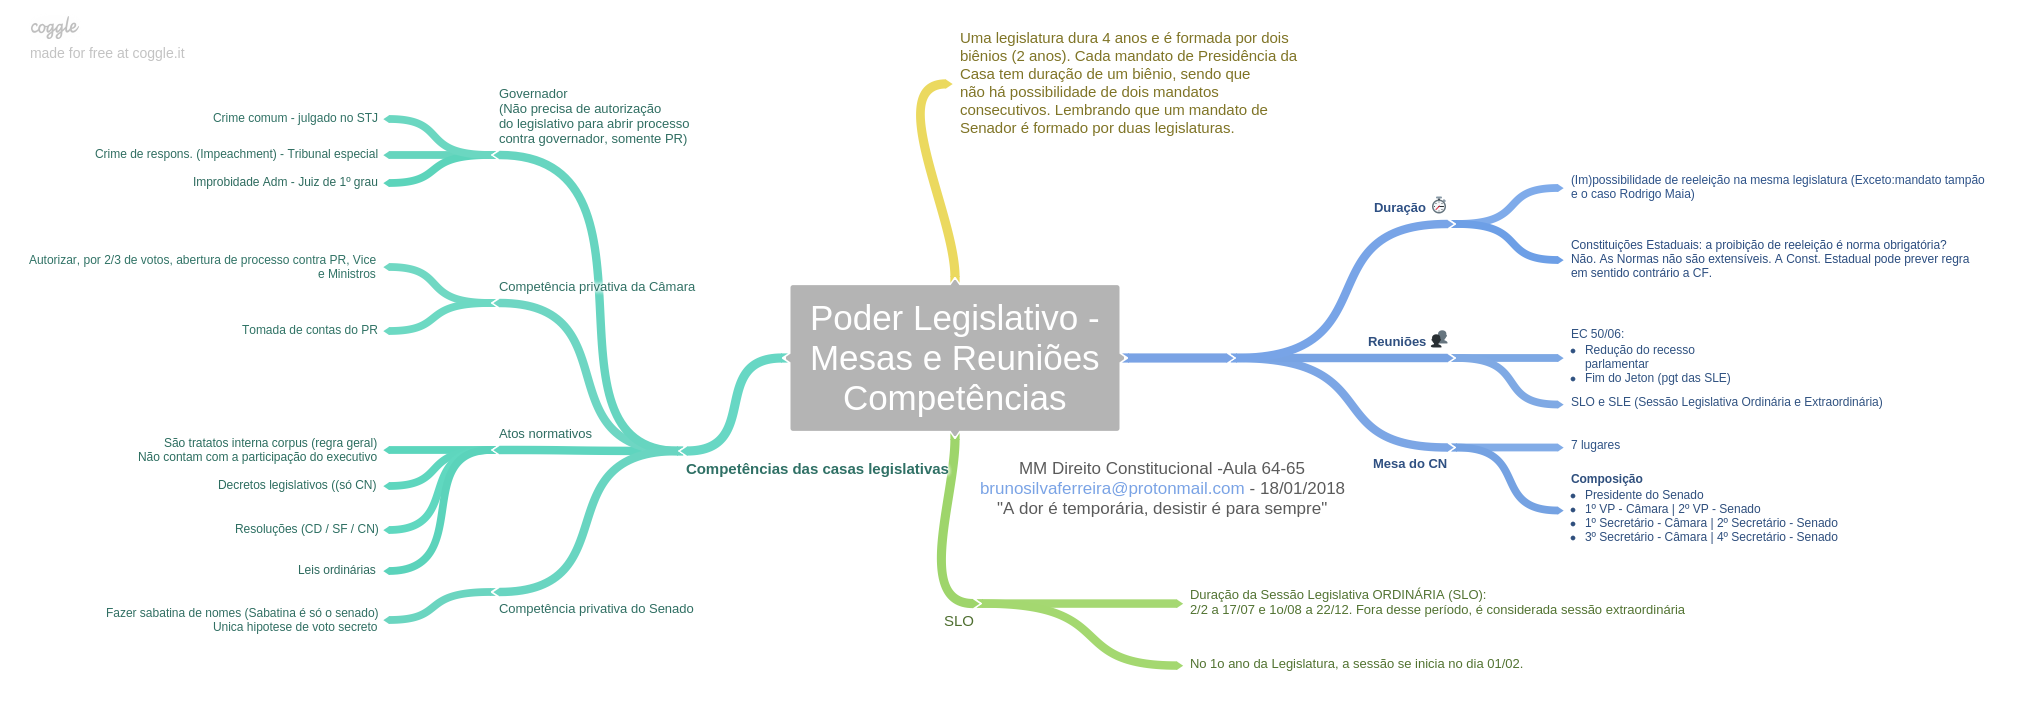 coggle
made for free at coggle.it
Uma legislatura dura 4 anos e é formada por dois
biênios (2 anos). Cada mandato de Presidência da
Casa tem duração de um biênio, sendo que
não há possibilidade de dois mandatos
consecutivos. Lembrando que um mandato de
Senador é formado por duas legislaturas.
Governador
(Não precisa de autorização
do legislativo para abrir processo
contra governador, somente PR)
Crime comum - julgado no STJ
Crime de respons. (Impeachment) - Tribunal especial
Improbidade Adm - Juiz de 1º grau
Competência privativa da Câmara
Autorizar, por 2/3 de votos, abertura de processo contra PR, Vice
e Ministros
Tomada de contas do PR
Atos normativos
São tratatos interna corpus (regra geral)
Não contam com a participação do executivo
Decretos legislativos ((só CN)
Resoluções (CD / SF / CN)
Leis ordinárias
Competência privativa do Senado
Fazer sabatina de nomes (Sabatina é só o senado)
Unica hipotese de voto secreto
Competências das casas legislativas
Poder Legislativo -
Mesas e Reuniões
Competências
MM Direito Constitucional -Aula 64-65
brunosilvaferreira@protonmail.com - 18/01/2018
"A dor é temporária, desistir é para sempre"
Duração
(Im)possibilidade de reeleição na mesma legislatura (Exceto:mandato tampão
e o caso Rodrigo Maia)
Constituições Estaduais: a proibição de reeleição é norma obrigatória?
Não. As Normas não são extensíveis. A Const. Estadual pode prever regra
em sentido contrário a CF.
Reuniões
EC 50/06:
• Redução do recesso
parlamentar
• Fim do Jeton (pgt das SLE)
SLO e SLE (Sessão Legislativa Ordinária e Extraordinária)
Mesa do CN
7 lugares
Composição
• Presidente do Senado
• 1º VP - Câmara | 2º VP - Senado
• 1º Secretário - Câmara | 2º Secretário - Senado
• 3º Secretário - Câmara | 4º Secretário - Senado
SLO
Duração da Sessão Legislativa ORDINÁRIA (SLO):
2/2 a 17/07 e 1o/08 a 22/12. Fora desse período, é considerada sessão extraordinária
No 1o ano da Legislatura, a sessão se inicia no dia 01/02.